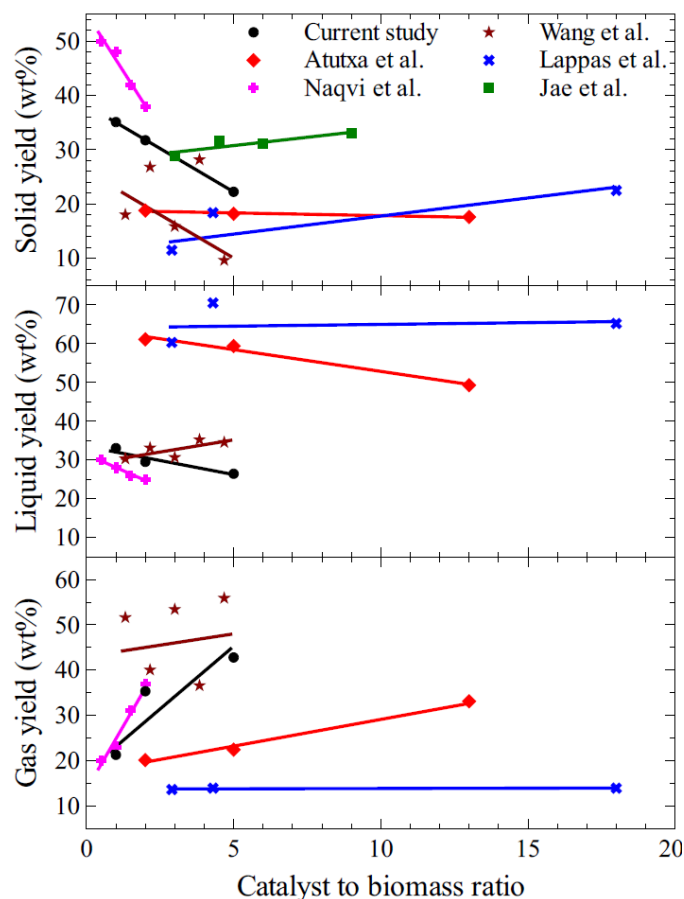 Current study
Wang et al.
Atutxa et al.
Lappas et al.
Naqvi et al.
Jae et al.
Solid yield (wt%)
50
40
30
20
10
Liquid yield (wt%)
70
60
50
40
30
20
10
Gas yield (wt%)
60
50
40
30
20
10
0 5 10 15 20
Catalyst to biomass ratio